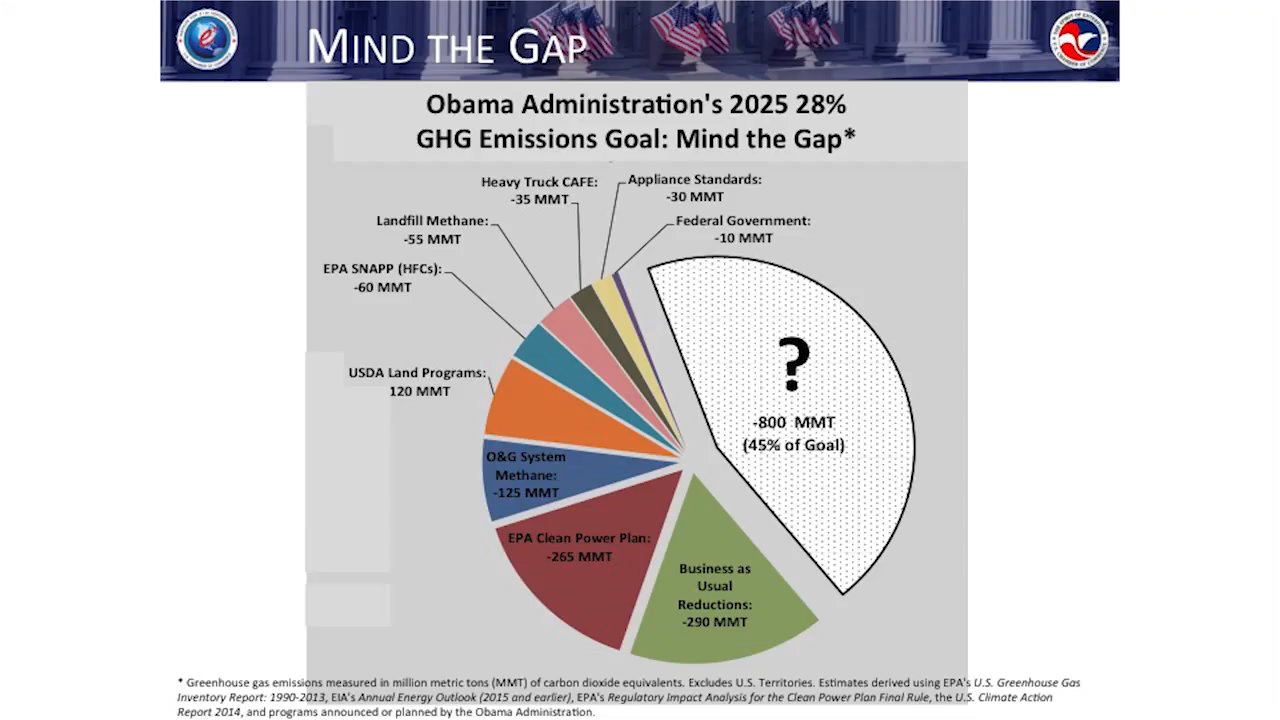 MIND THE GAP
Obama Administration's 2025 28%
GHG Emissions Goal: Mind the Gap*
Heavy Truck CAFE:
-35 MMT
Appliance Standards:
-30 MMT
Landfill Methane:
-55 MMT
Federal Government:
-10 MMT
EPA SNAPP (HFCs):
-60 MMT
USDA Land Programs:
120 MMT
?
-800 MMT
(45% of Goal)
O&G System
Methane:
-125 MMT
EPA Clean Power Plan:
-265 MMT
Business as
Usual
Reductions:
-290 MMT
* Greenhouse gas emissions measured in million metric tons (MMT) of carbon dioxide equivalents. Excludes U.S. Territories. Estimates derived using EPA's U.S. Greenhouse Gas
Inventory Report: 1990-2013, EIA's Annual Energy Outlook (2015 and earlier), EPA's Regulatory Impact Analysis for the Clean Power Plan Final Rule, the U.S. Climate Action
Report 2014, and programs announced or planned by the Obama Administration.